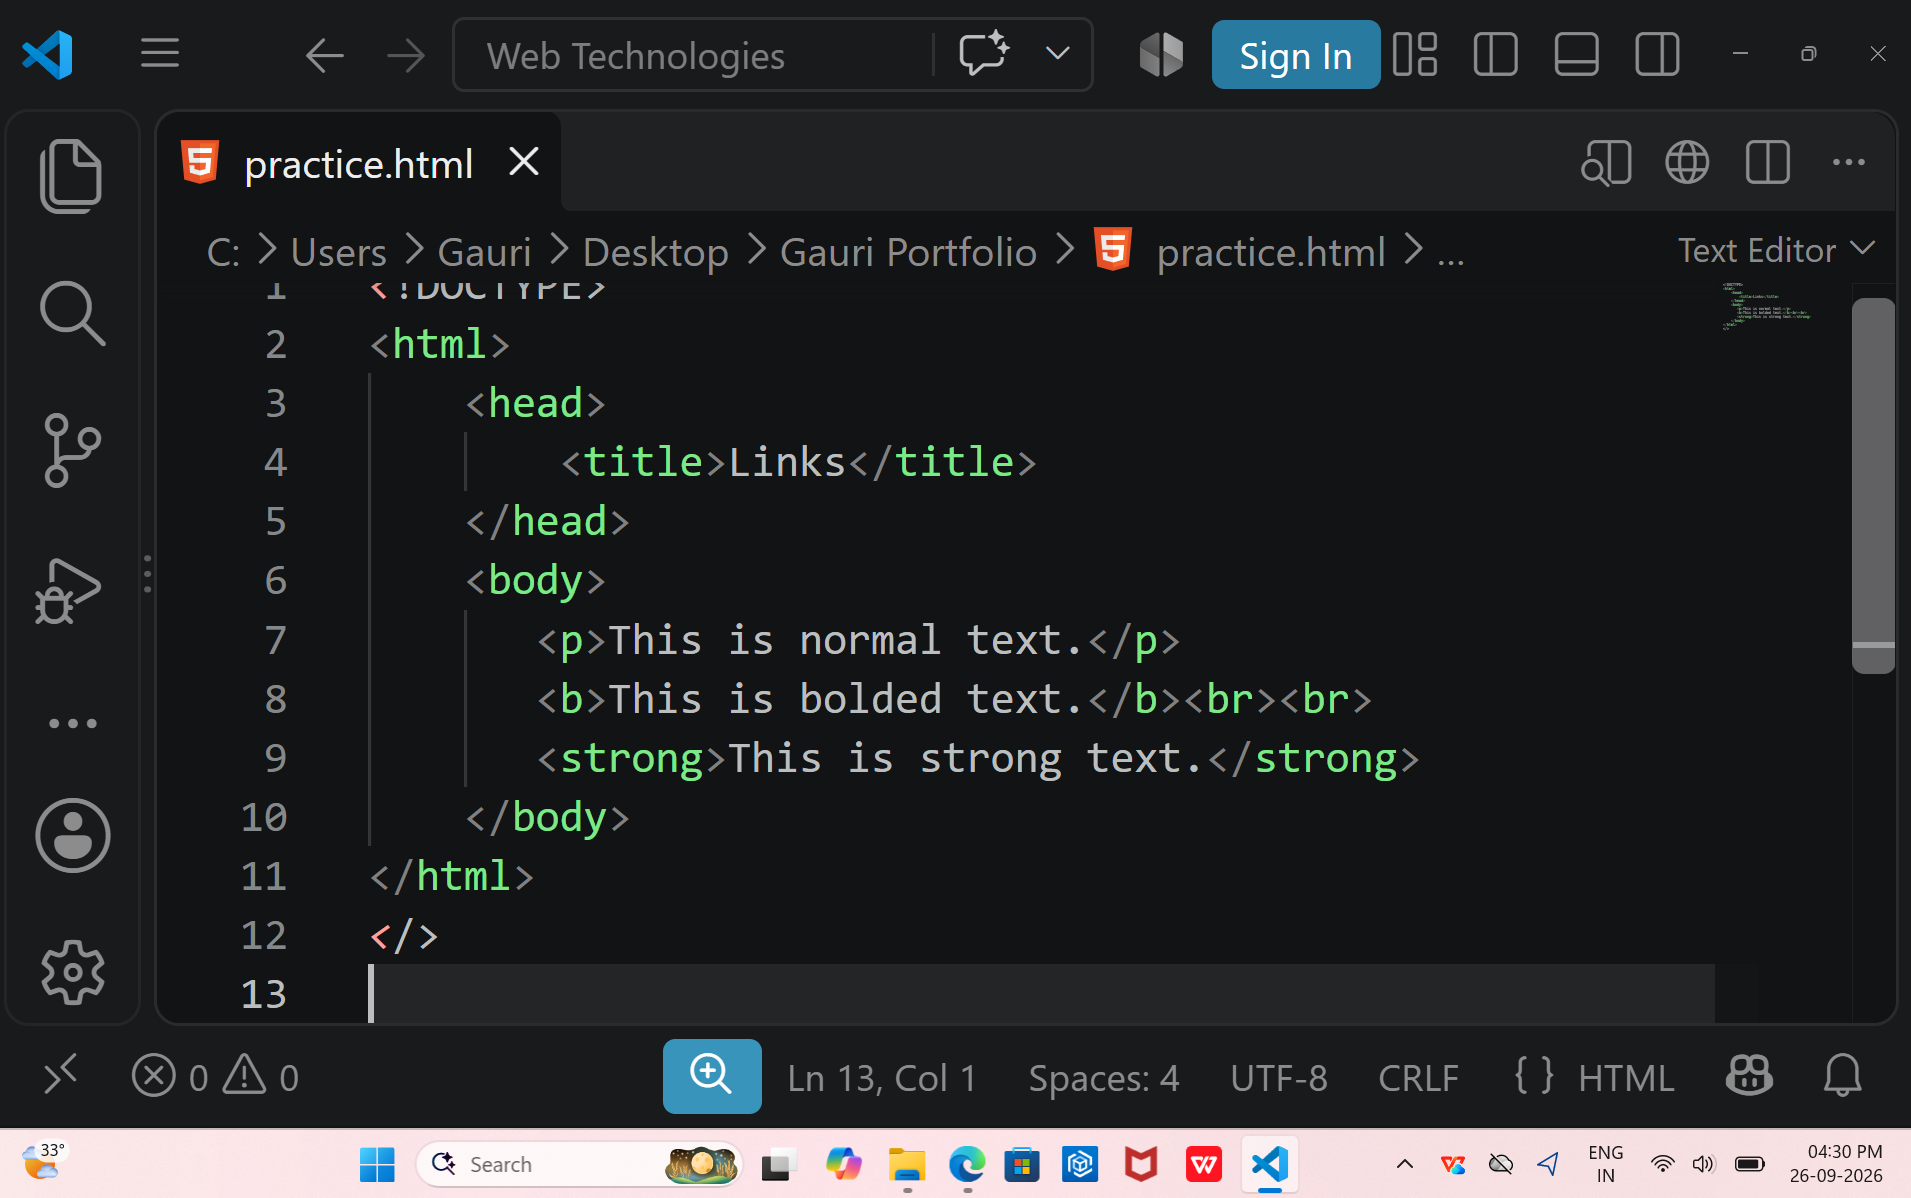 Web Technologies
Sign In
practice.html
C: > Users > Gauri > Desktop > Gauri Portfolio > practice.html > ...
Text Editor
1 <!DOCTYPE>
2 <html>
3 <head>
4 <title>Links</title>
5 </head>
6 <body>
7 <p>This is normal text.</p>
8 <b>This is bolded text.</b><br><br>
9 <strong>This is strong text.</strong>
10 </body>
11 </html>
12 </>
13
0 0 Ln 13, Col 1 Spaces: 4 UTF-8 CRLF {} HTML
33°
Search
ENG
IN
04:30 PM
26-09-2026